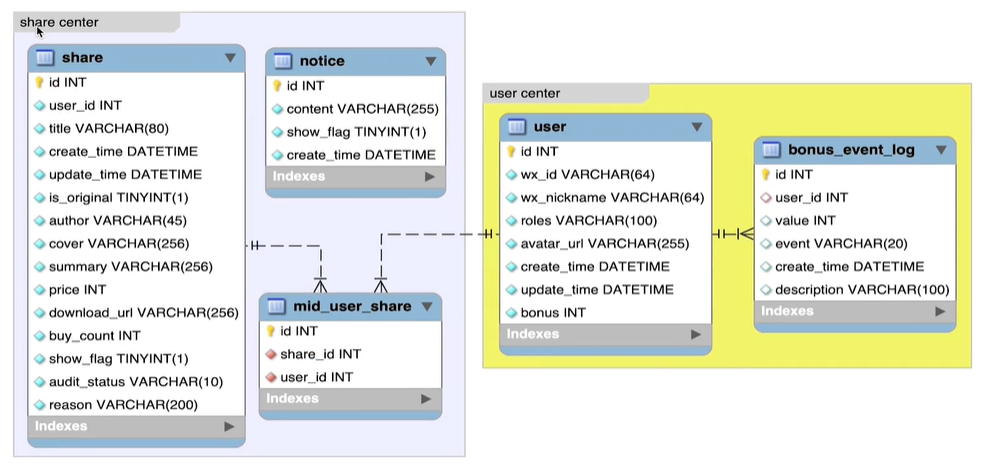 share center
share
id INT
user_id INT
title VARCHAR(80)
create_time DATETIME
update_time DATETIME
is_original TINYINT(1)
author VARCHAR(45)
cover VARCHAR(256)
summary VARCHAR(256)
price INT
download_url VARCHAR(256)
buy_count INT
show_flag TINYINT(1)
audit_status VARCHAR(10)
reason VARCHAR(200)
Indexes
notice
id INT
content VARCHAR(255)
show_flag TINYINT(1)
create_time DATETIME
Indexes
mid_user_share
id INT
share_id INT
user_id INT
Indexes
user center
user
id INT
wx_id VARCHAR(64)
wx_nickname VARCHAR(64)
roles VARCHAR(100)
avatar_url VARCHAR(255)
create_time DATETIME
update_time DATETIME
bonus INT
Indexes
bonus_event_log
id INT
user_id INT
value INT
event VARCHAR(20)
create_time DATETIME
description VARCHAR(100)
Indexes